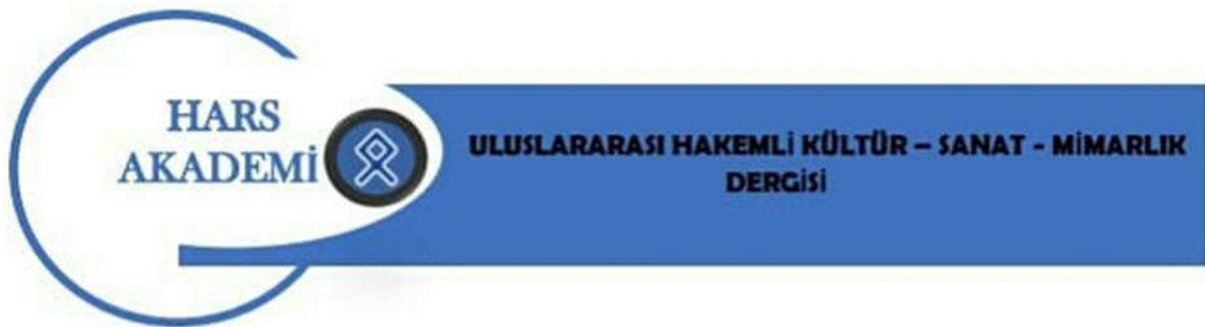 HARS
AKADEMİ
ULUSLARARASI HAKEMLİ KÜLTÜR – SANAT - MİMARLIK
DERGİSİ